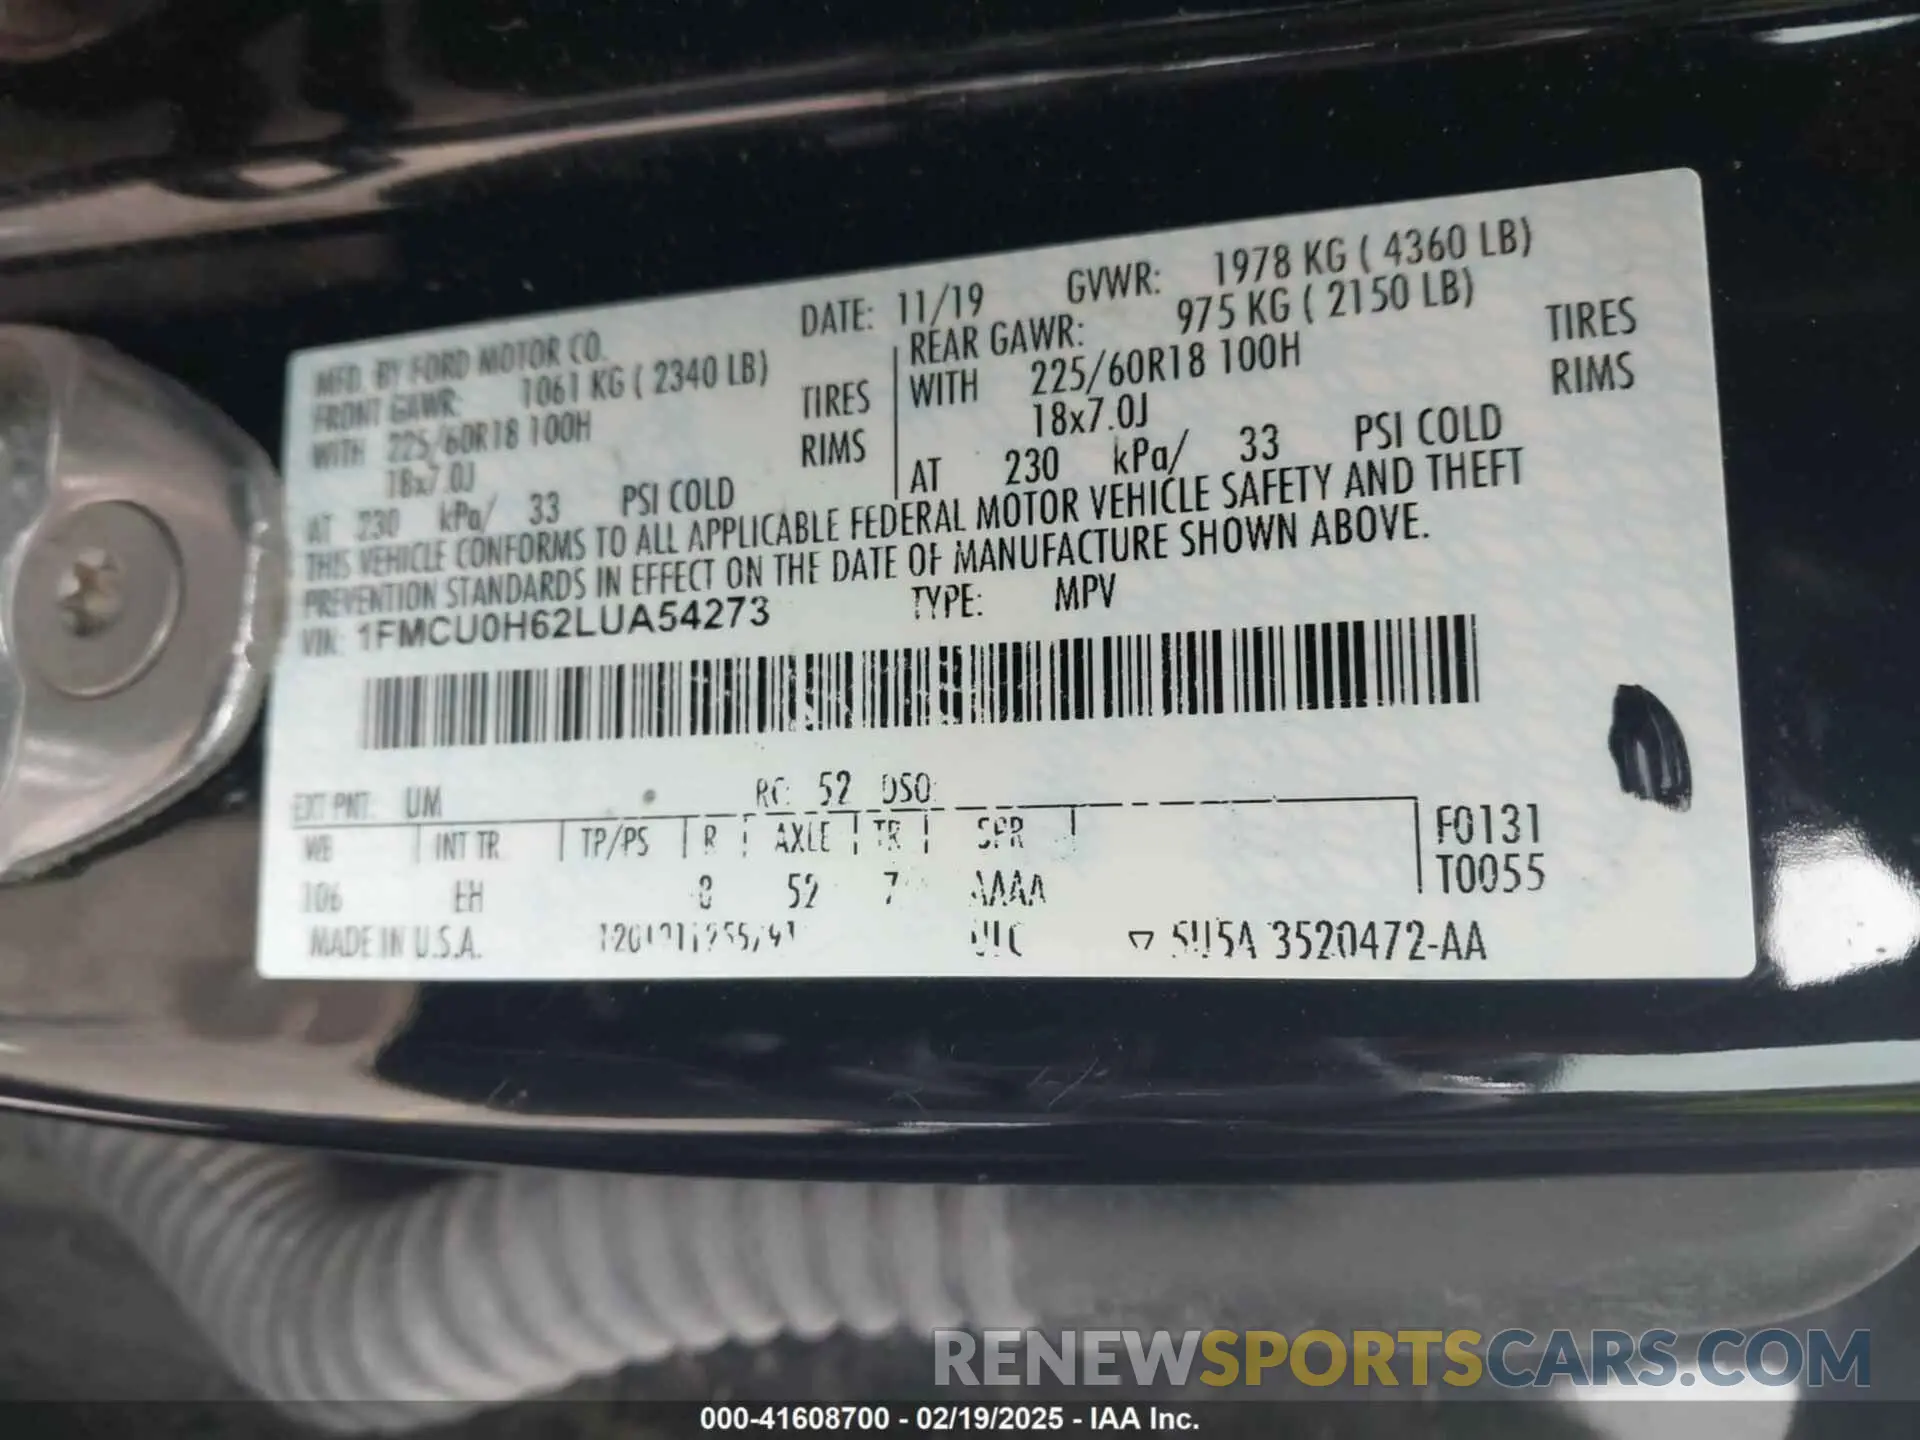 MFD. BY FORD MOTOR CO. DATE: 11/19 GVWR: 1978 KG ( 4360 LB)
FRONT GAWR: 1061 KG ( 2340 LB) REAR GAWR: 975 KG ( 2150 LB)
WITH 225/60R18 100H TIRES WITH 225/60R18 100H TIRES
18x7.0J RIMS 18x7.0J RIMS
AT 230 kPa/ 33 PSI COLD AT 230 kPa/ 33 PSI COLD
THIS VEHICLE CONFORMS TO ALL APPLICABLE FEDERAL MOTOR VEHICLE SAFETY AND THEFT
PREVENTION STANDARDS IN EFFECT ON THE DATE OF MANUFACTURE SHOWN ABOVE.
VIN: 1FMCU0H62LUA54273 TYPE: MPV
EXT PNT: UM RC: 52 DSO:
WB INT TR TP/PS R AXLE TR SPR F0131
106 EH 8 52 7 AAAA T0055
MADE IN U.S.A. 5U5A 3520472-AA
RENEWSPORTSCARS.COM
000-41608700 - 02/19/2025 - IAA Inc.